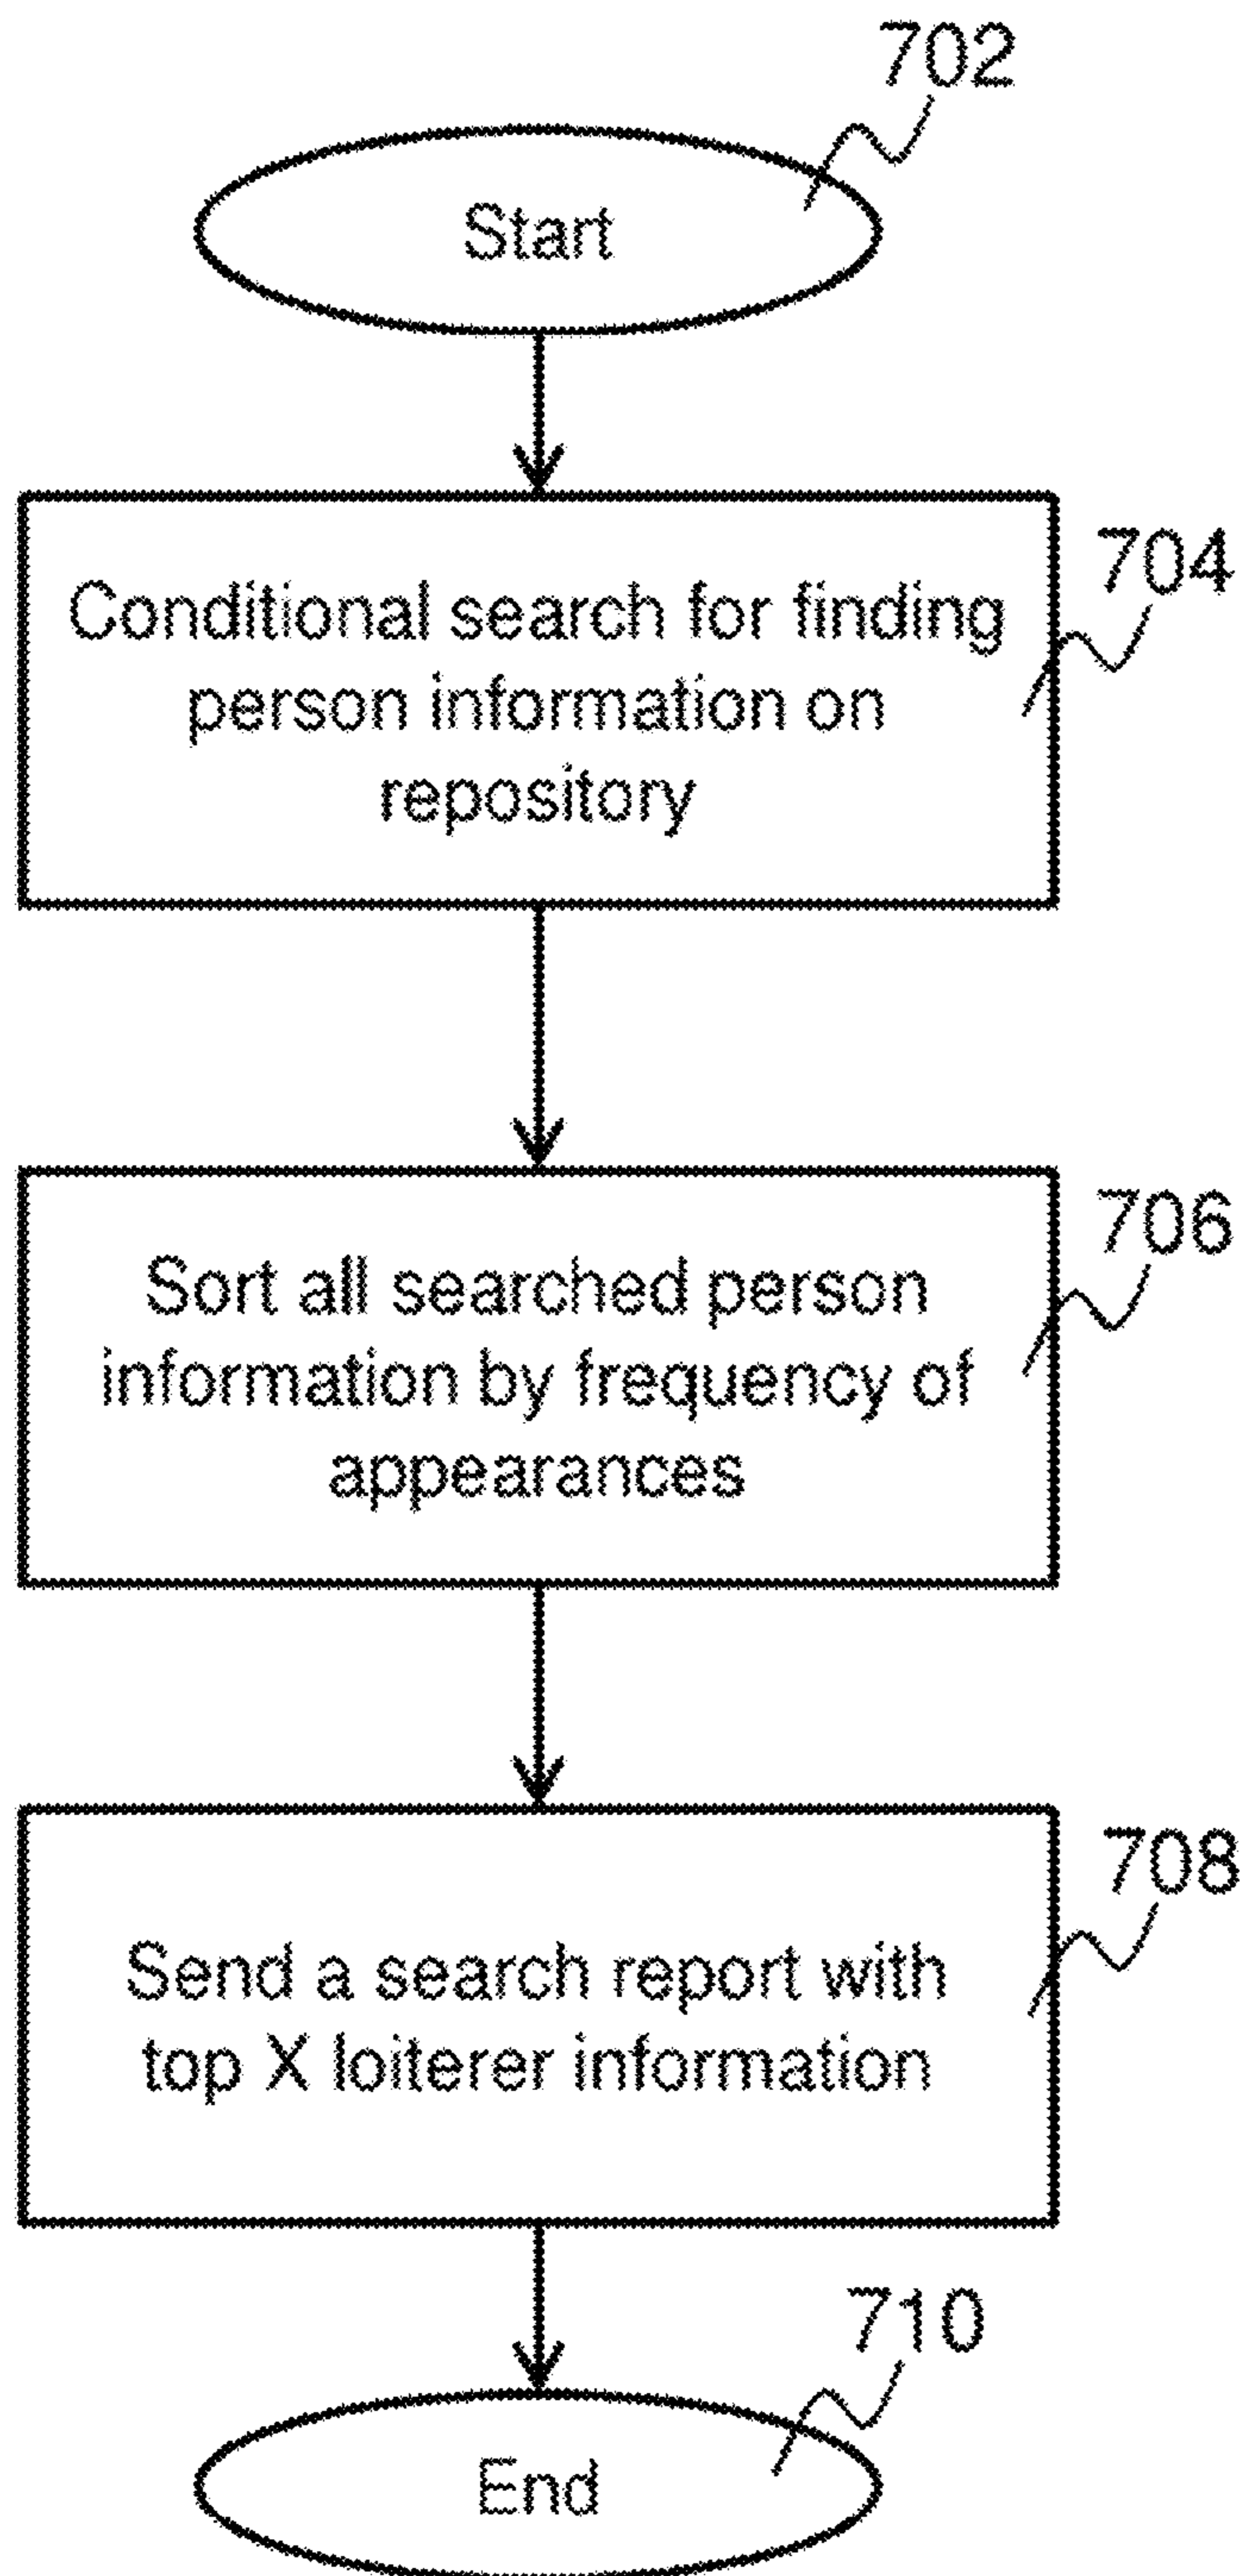 702
Start
704
Conditional search for finding
person information on
repository
706
Sort all searched person
information by frequency of
appearances
708
Send a search report with
top X loiterer information
710
End